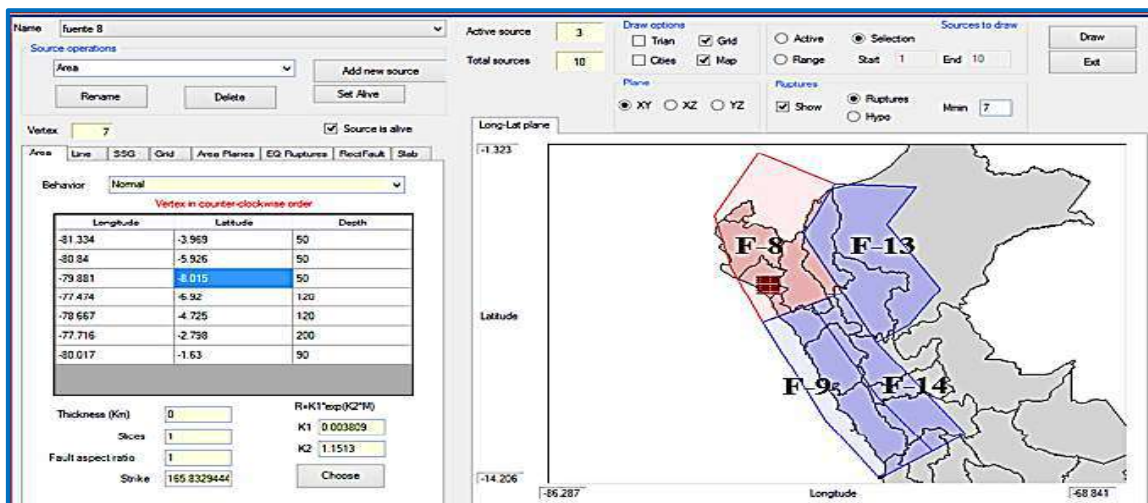 Name fuente 8
Source operations
Area
Add new source
Rename Delete Set Alive
Vertex 7 Source is alive
Area Line SSG Grid Area Planes EQ Ruptures RectFault Slab
Behavior Normal
Vertex in counter-clockwise order
Longitude Latitude Depth
-81.334 -3.969 50
-80.84 -5.926 50
-79.881 -8.015 50
-77.474 -6.92 120
-78.667 -4.725 120
-77.716 -2.798 200
-80.017 -1.63 90
Thickness (Km) 0
Slices 1
Fault aspect ratio 1
Strike 165.8329444
R=K1*exp(K2*M)
K1 0.003809
K2 1.1513
Choose
Active source 3
Total sources 10
Draw options
Trian Grid
Cities Map
Sources to draw
Active Selection
Range Start 1 End 10
Draw
Exit
Plane
XY XZ YZ
Ruptures
Show Ruptures
Hypo
Mmin 7
Long-Lat plane
-1.323
Latitude
-14.206
-86.287 Longitude -68.841
F-8
F-13
F-9
F-14